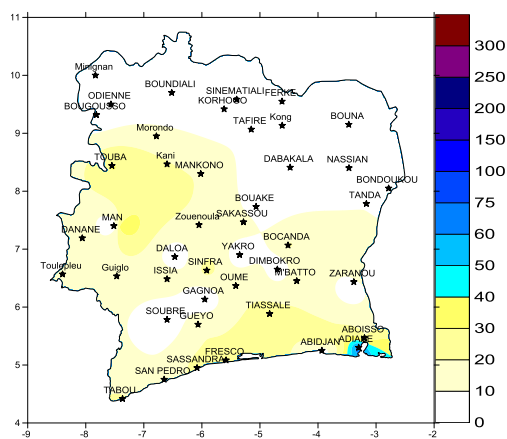 11
10
9
8
7
6
5
4
-9
-8
-7
-6
-5
-4
-3
-2
Minignan
ODIENNE
BOUGOUSSO
BOUNDIALI
SINEMATIALI
FERKE
KORHOGO
TAFIRE
Kong
BOUNA
Morondo
TOUBA
Kani
MANKONO
DABAKALA
NASSIAN
BONDOUKOU
TANDA
BOUAKE
MAN
Zouenoula
SAKASSOU
DANANE
BOCANDA
DALOA
YAKRO
DIMBOKRO
Toulepleu
Guiglo
ISSIA
SINFRA
OUME
M'BATTO
ZARANOU
GAGNOA
SOUBRE
GUEYO
TIASSALE
ABOISSO
ADIAKE
ABIDJAN
FRESCO
SASSANDRA
SAN PEDRO
TABOU
300
250
200
150
100
75
60
50
40
30
20
10
0